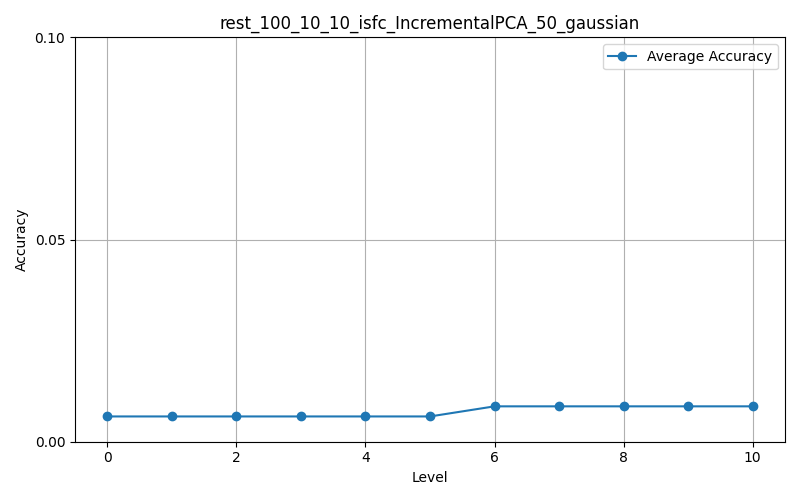 rest_100_10_10_isfc_IncrementalPCA_50_gaussian
0.10
Average Accuracy
Accuracy
0.05
0.00
0 2 4 6 8 10
Level